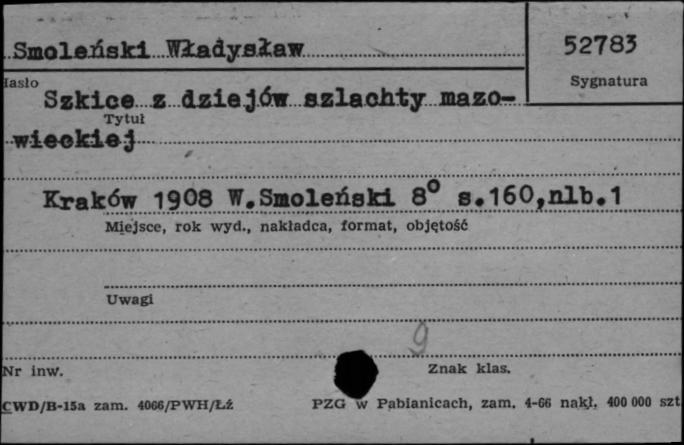 Smoleński Władysław
52783
Hasło
Sygnatura
Szkice z dziejów szlachty mazo-
Tytuł
wieckiej
Kraków 1908 W.Smoleński 8° s.160,nlb.1
Miejsce, rok wyd., nakładca, format, objętość
Uwagi
9
Nr inw.
Znak klas.
CWD/B-15a zam. 4066/PWH/Łź
PZG w Pabianicach, zam. 4-66 nakł. 400 000 szt